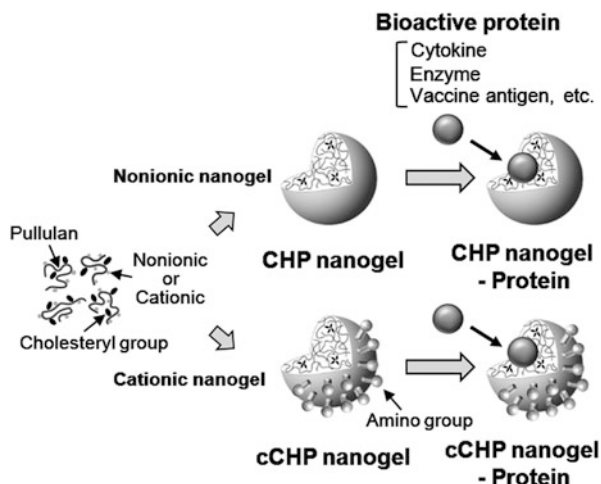 Bioactive protein
Cytokine
Enzyme
Vaccine antigen, etc.
Nonionic nanogel
CHP nanogel
CHP nanogel
- Protein
Pullulan
Nonionic
or
Cationic
Cholesteryl group
Cationic nanogel
Amino group
cCHP nanogel
cCHP nanogel
- Protein